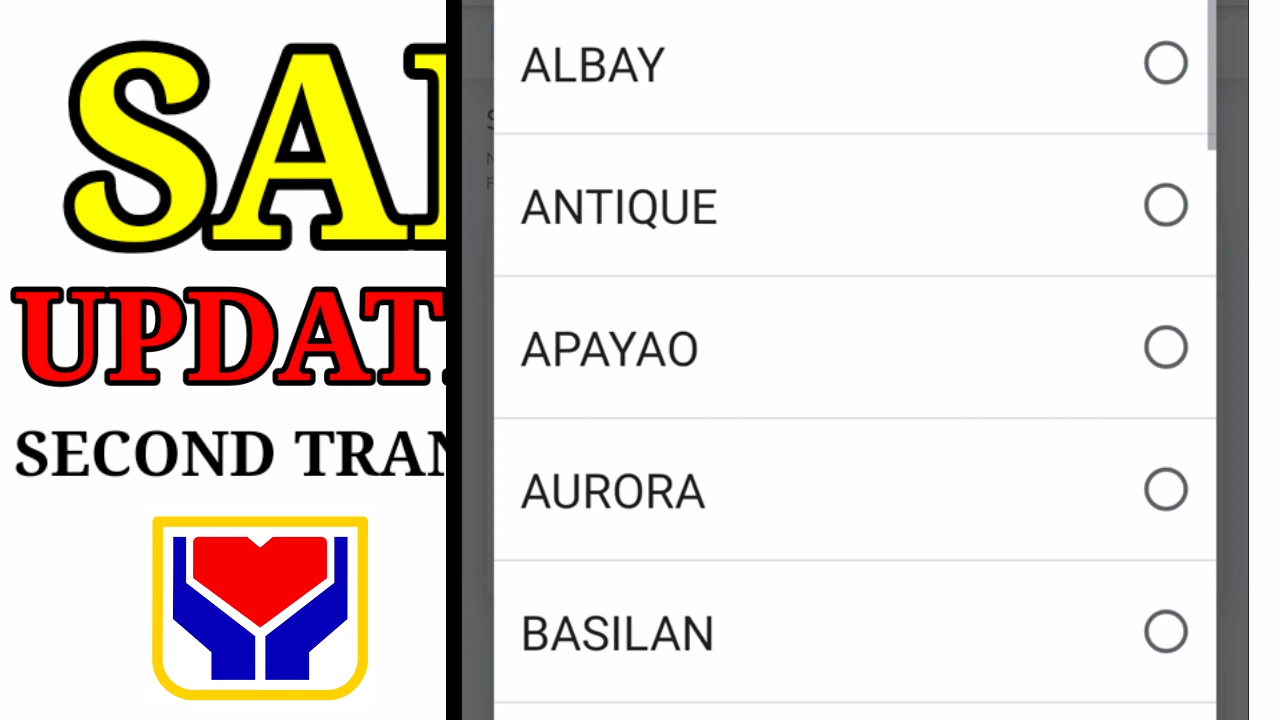 SA
UPDAT
SECOND TRAN
ALBAY
ANTIQUE
APAYAO
AURORA
BASILAN